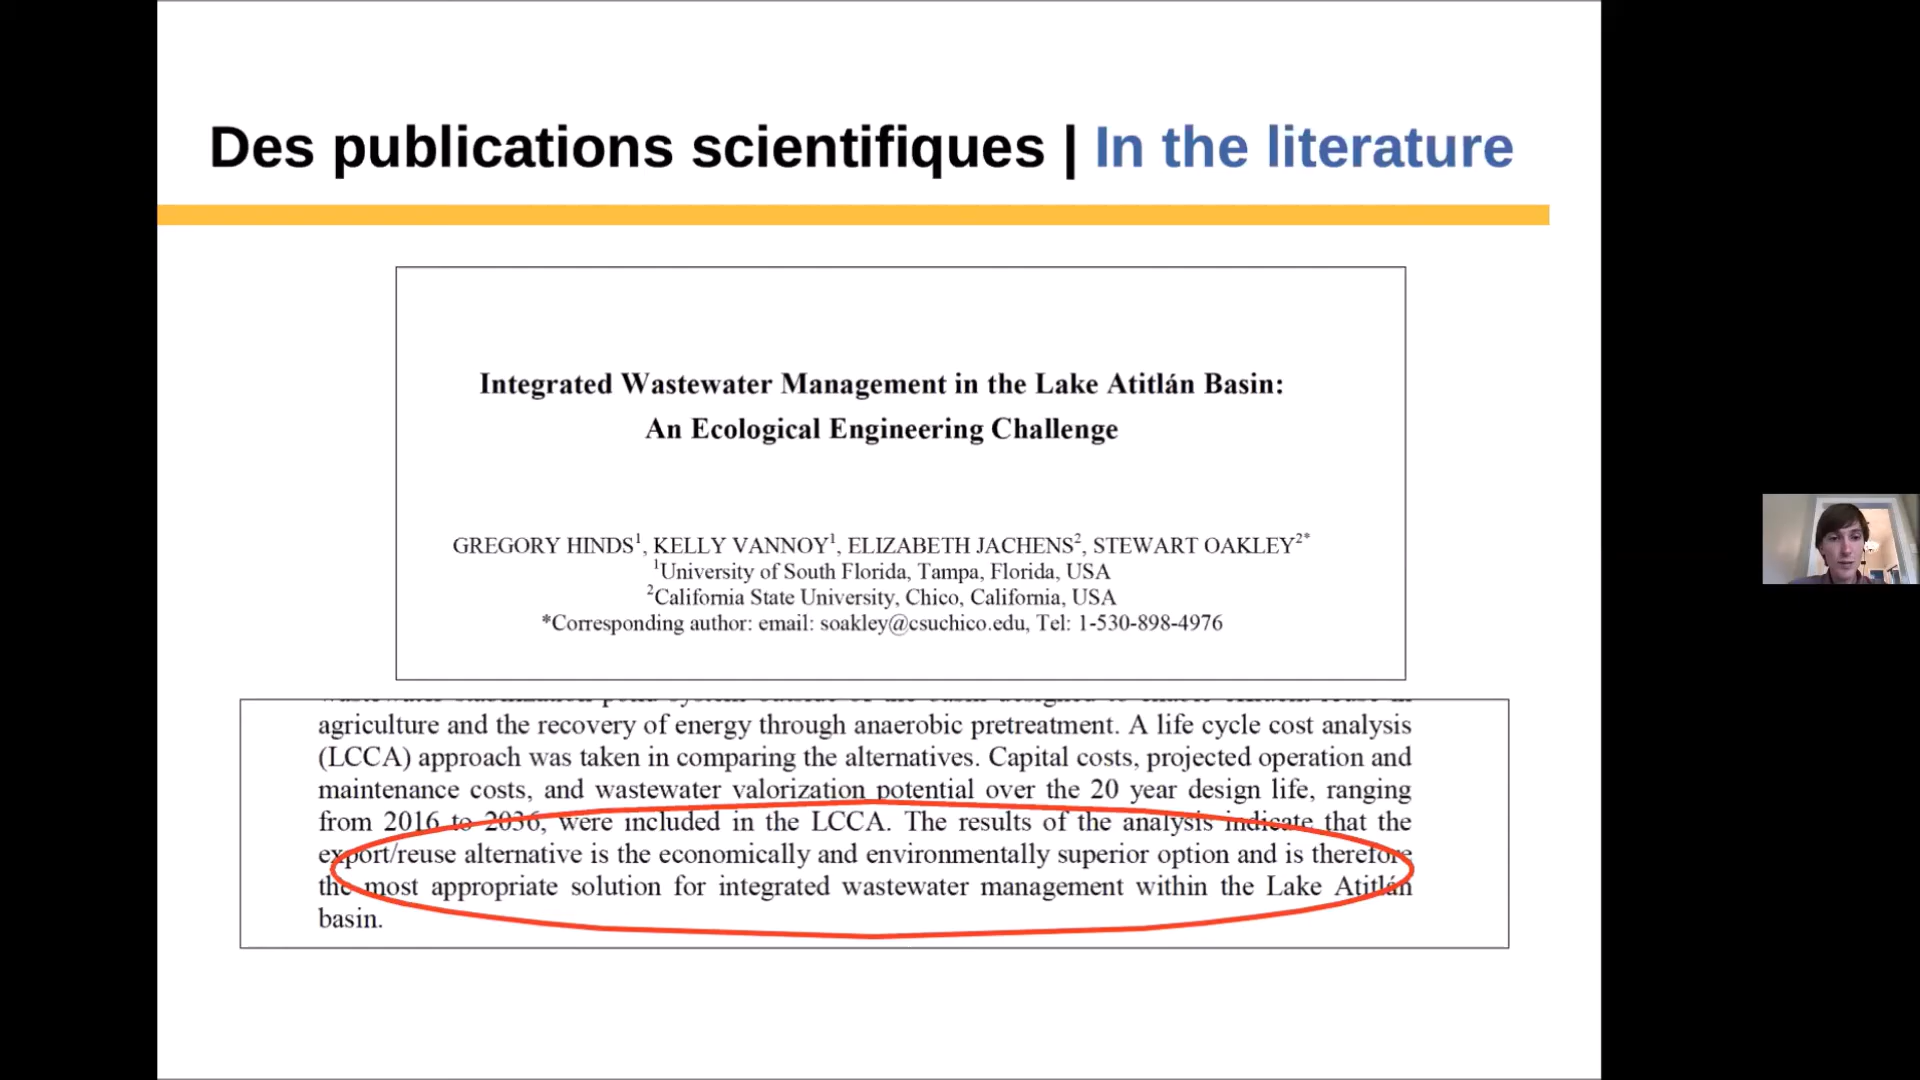 Des publications scientifiques | In the literature
Integrated Wastewater Management in the Lake Atitlán Basin:
An Ecological Engineering Challenge
GREGORY HINDS1, KELLY VANNOY1, ELIZABETH JACHENS2, STEWART OAKLEY2*
1University of South Florida, Tampa, Florida, USA
2California State University, Chico, California, USA
*Corresponding author: email: soakley@csuchico.edu, Tel: 1-530-898-4976
agriculture and the recovery of energy through anaerobic pretreatment. A life cycle cost analysis
(LCCA) approach was taken in comparing the alternatives. Capital costs, projected operation and
maintenance costs, and wastewater valorization potential over the 20 year design life, ranging
from 2016 to 2036, were included in the LCCA. The results of the analysis indicate that the
export/reuse alternative is the economically and environmentally superior option and is therefore
the most appropriate solution for integrated wastewater management within the Lake Atitlán
basin.